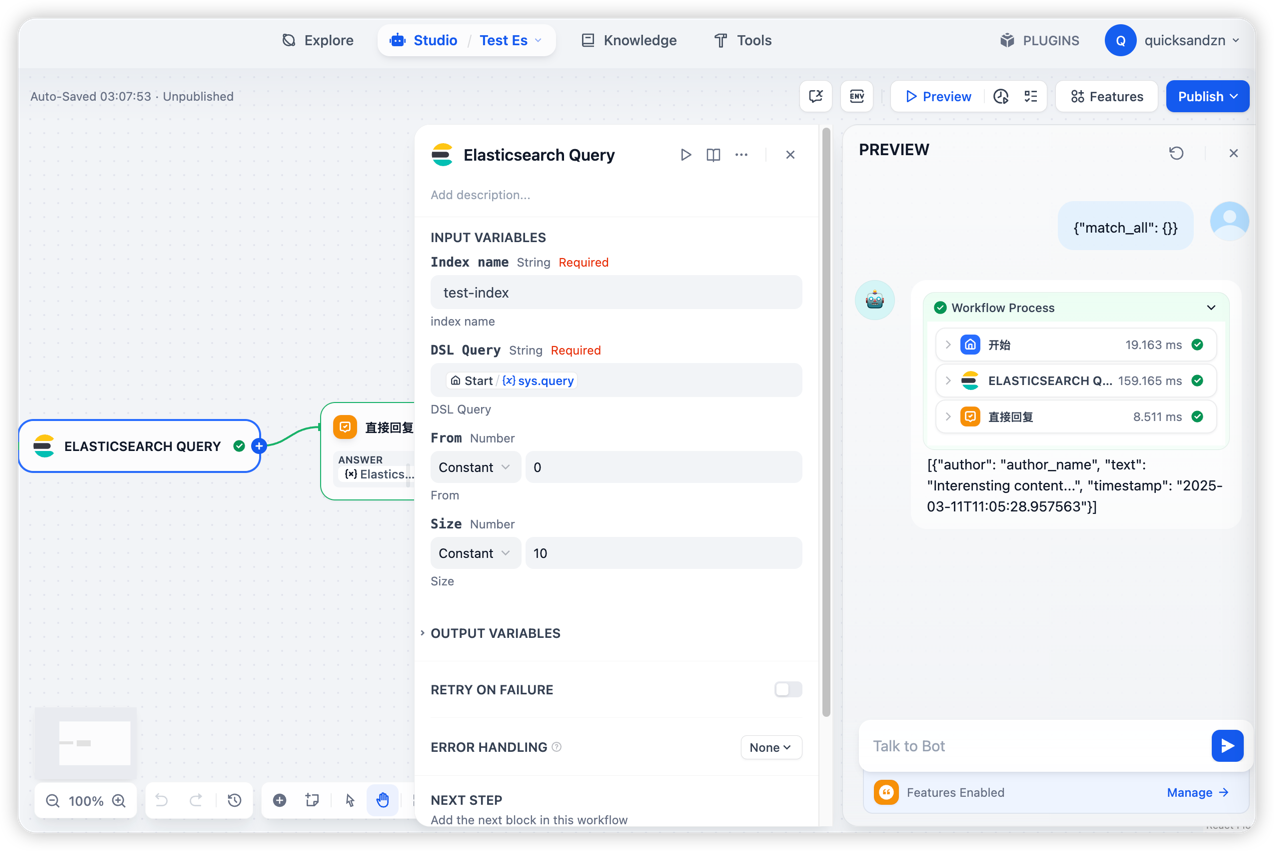 Explore
Studio / Test Es
Knowledge
Tools
PLUGINS
Q
quicksandzn
Auto-Saved 03:07:53 · Unpublished
ENV
Preview
Features
Publish
ELASTICSEARCH QUERY
直接回复
ANSWER
{x} Elastics...
100%
Elasticsearch Query
Add description...
INPUT VARIABLES
Index name String Required
test-index
index name
DSL Query String Required
Start / {x} sys.query
DSL Query
From Number
Constant 0
From
Size Number
Constant 10
Size
OUTPUT VARIABLES
RETRY ON FAILURE
ERROR HANDLING
None
NEXT STEP
Add the next block in this workflow
PREVIEW
{"match_all": {}}
Workflow Process
开始 19.163 ms
ELASTICSEARCH Q... 159.165 ms
直接回复 8.511 ms
[{"author": "author_name", "text":
"Interensting content...", "timestamp": "2025-
03-11T11:05:28.957563"}]
Talk to Bot
Features Enabled
Manage →